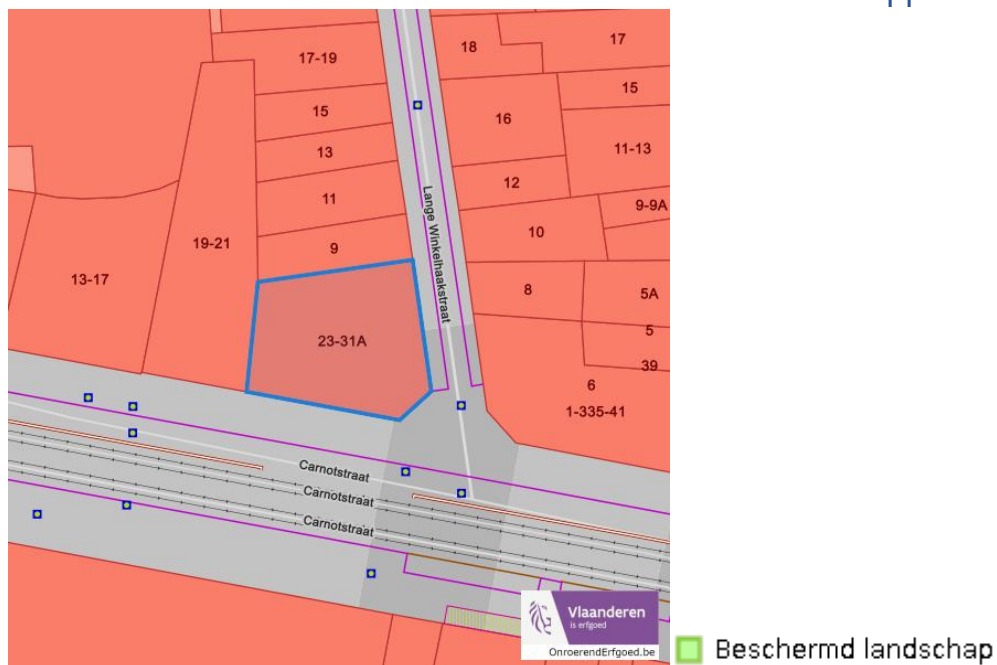 17-19
18
17
15
15
16
13
11-13
12
11
9-9A
Lange Winkelhaakstraat
10
19-21
9
13-17
8
5A
23-31A
5
39
6
1-335-41
Carnotstraat
Carnotstraat
Carnotstraat
Vlaanderen
is erfgoed
OnroerendErfgoed.be
Beschermd landschap